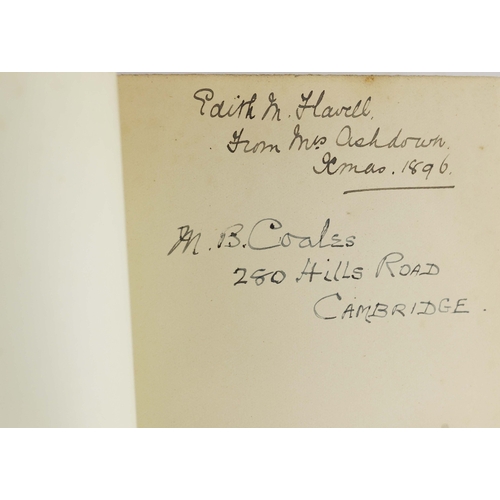 Edith M. Flavell,
From Mrs Ashdown.
Xmas. 1896.
M. B. Coales
280 Hills Road
Cambridge.